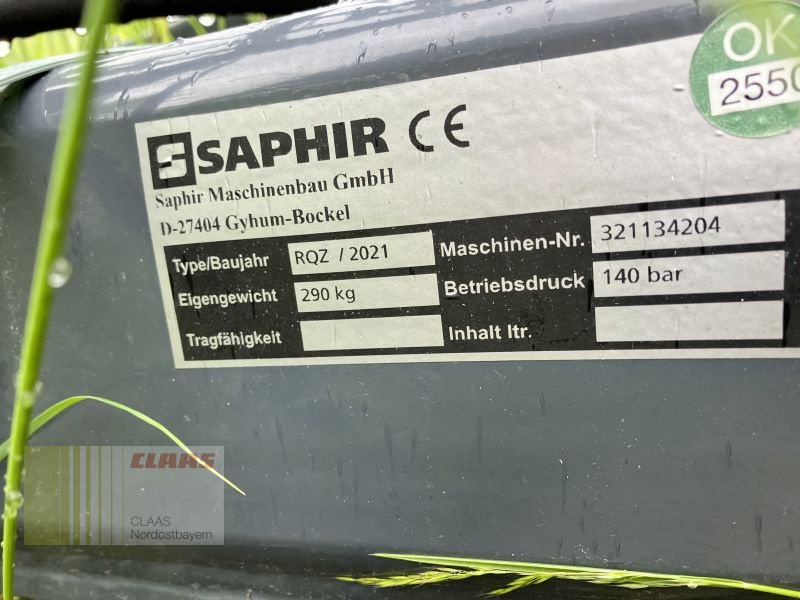 SAPHIR CE
Saphir Maschinenbau GmbH
D-27404 Gyhum-Bockel
Type/Baujahr RQZ / 2021 Maschinen-Nr. 321134204
Eigengewicht 290 kg Betriebsdruck 140 bar
Tragfähigkeit Inhalt ltr.
OK
2550
CLAAS
CLAAS
Nordostbayern